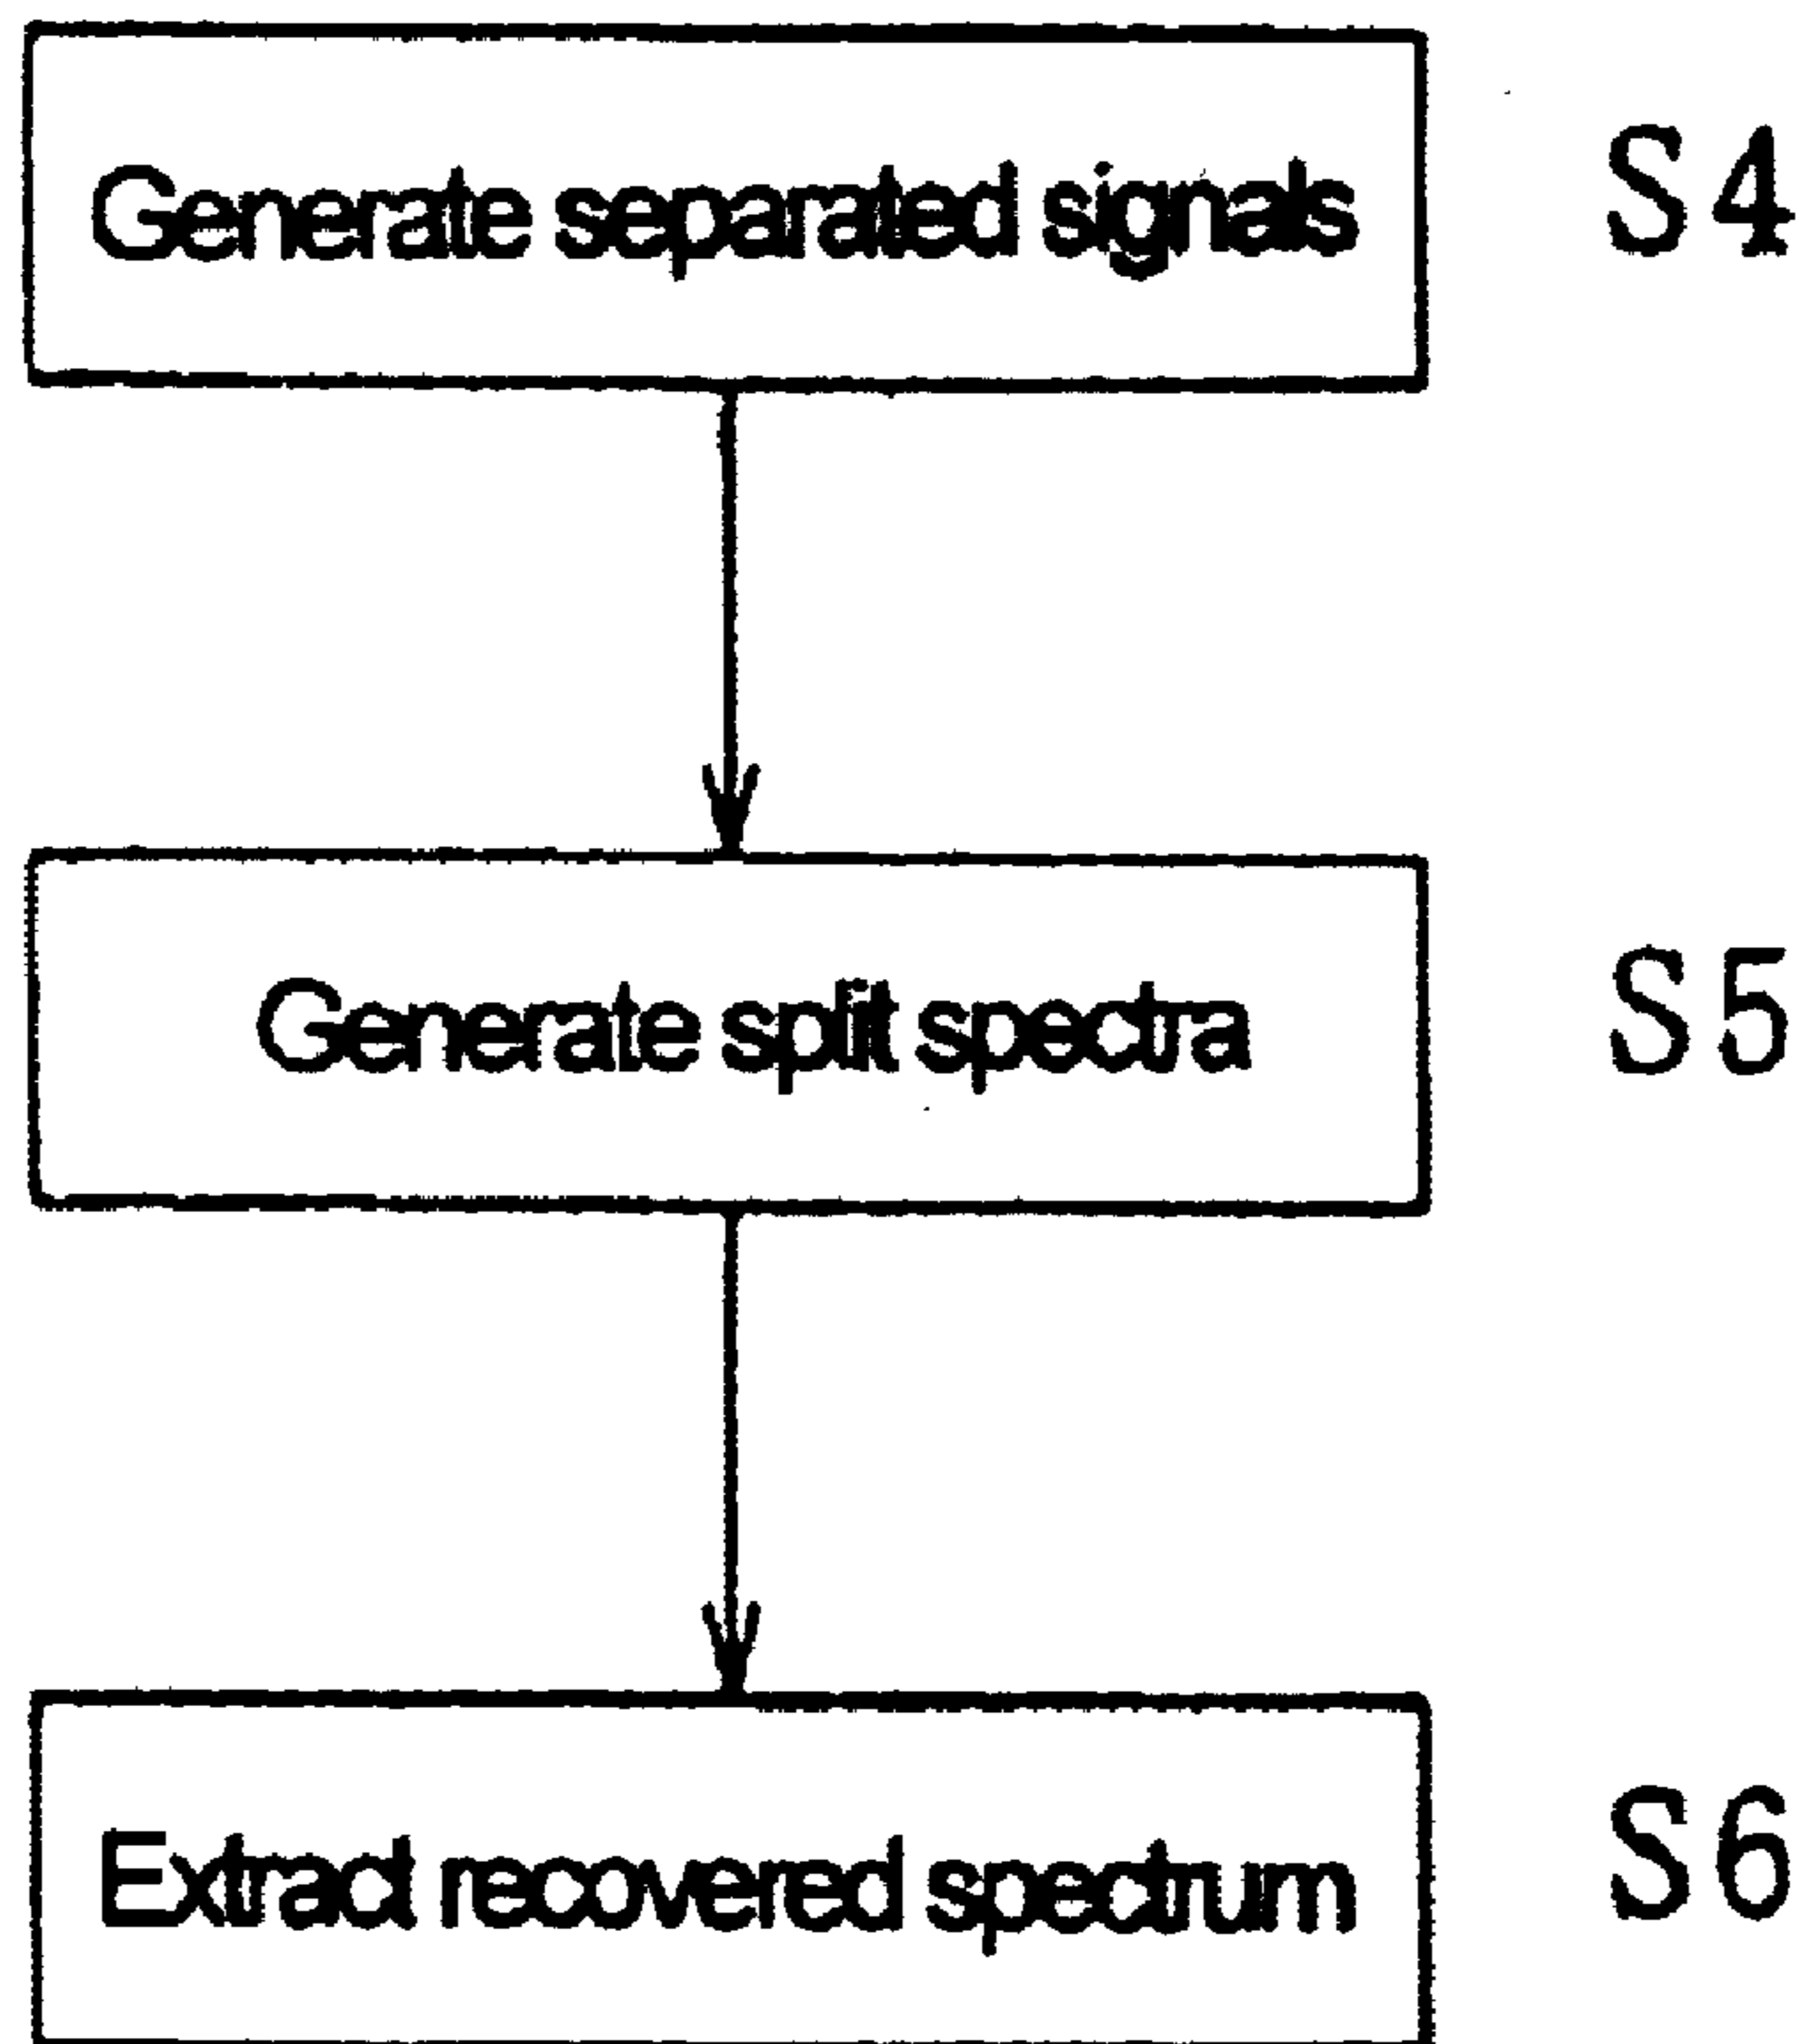 Generate separated signals S4
Generate split spectra S5
Extract recovered spectrum S6